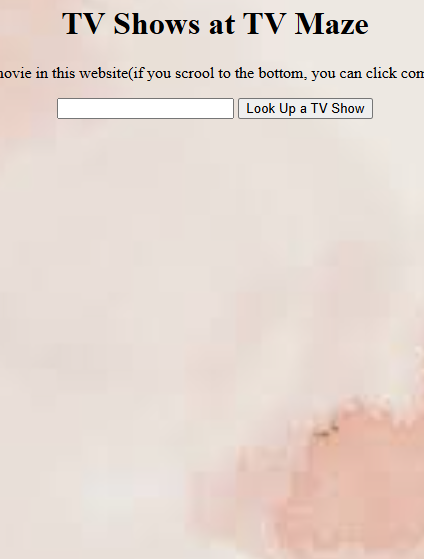 TV Shows at TV Maze
movie in this website(if you scrool to the bottom, you can click com
Look Up a TV Show